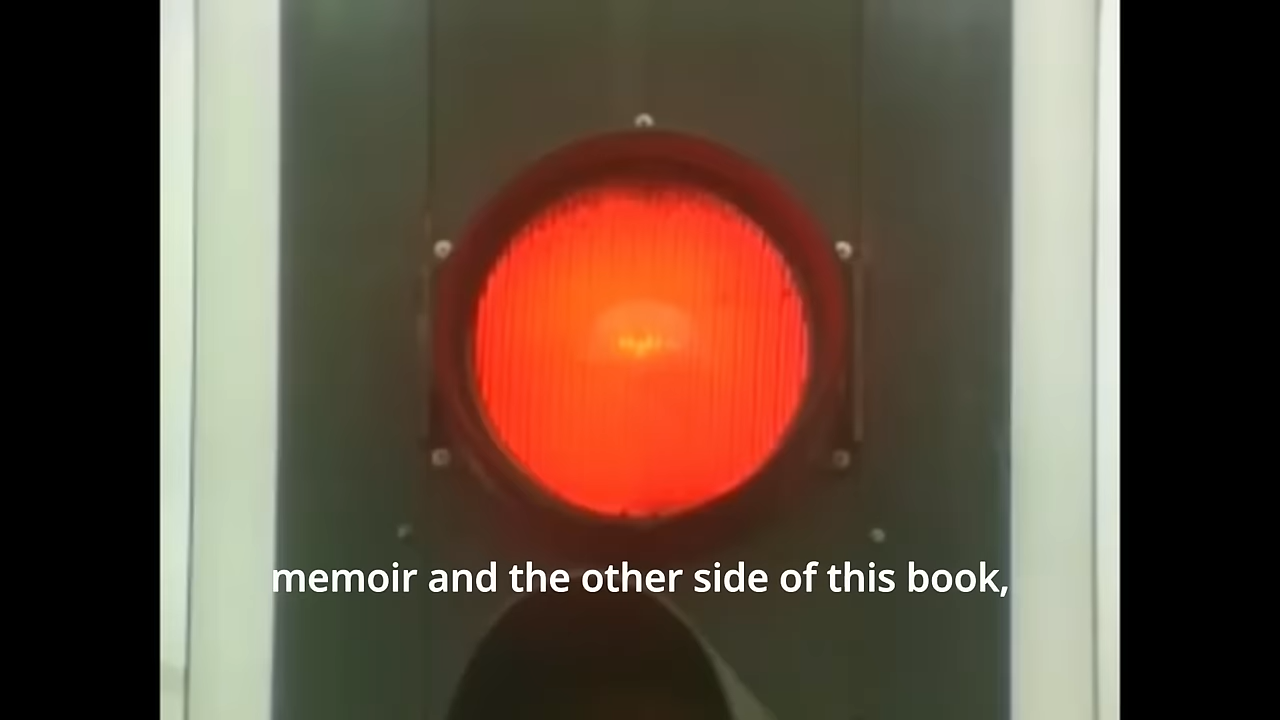 memoir and the other side of this book,